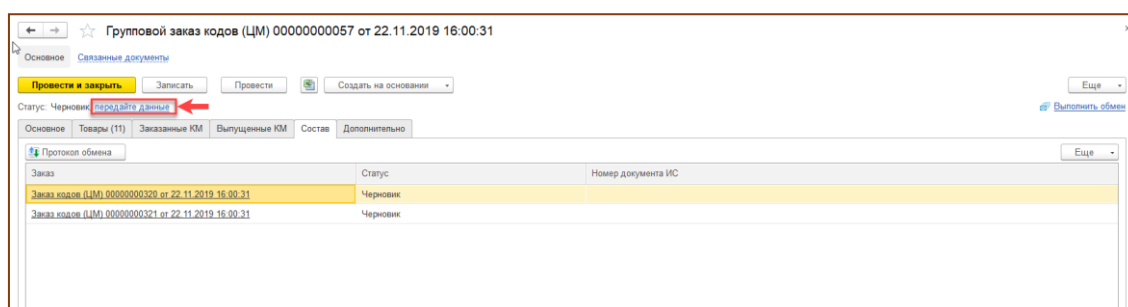 Групповой заказ кодов (ЦМ) 00000000057 от 22.11.2019 16:00:31
Основное Связанные документы
Провести и закрыть Записать Провести Создать на основании Еще
Статус: Черновик, передайте данные Выполнить обмен
Основное Товары (11) Заказанные КМ Выпущенные КМ Состав Дополнительно
Протокол обмена Еще
Заказ Статус Номер документа ИС
Заказ кодов (ЦМ) 00000000320 от 22.11.2019 16:00:31 Черновик
Заказ кодов (ЦМ) 00000000321 от 22.11.2019 16:00:31 Черновик